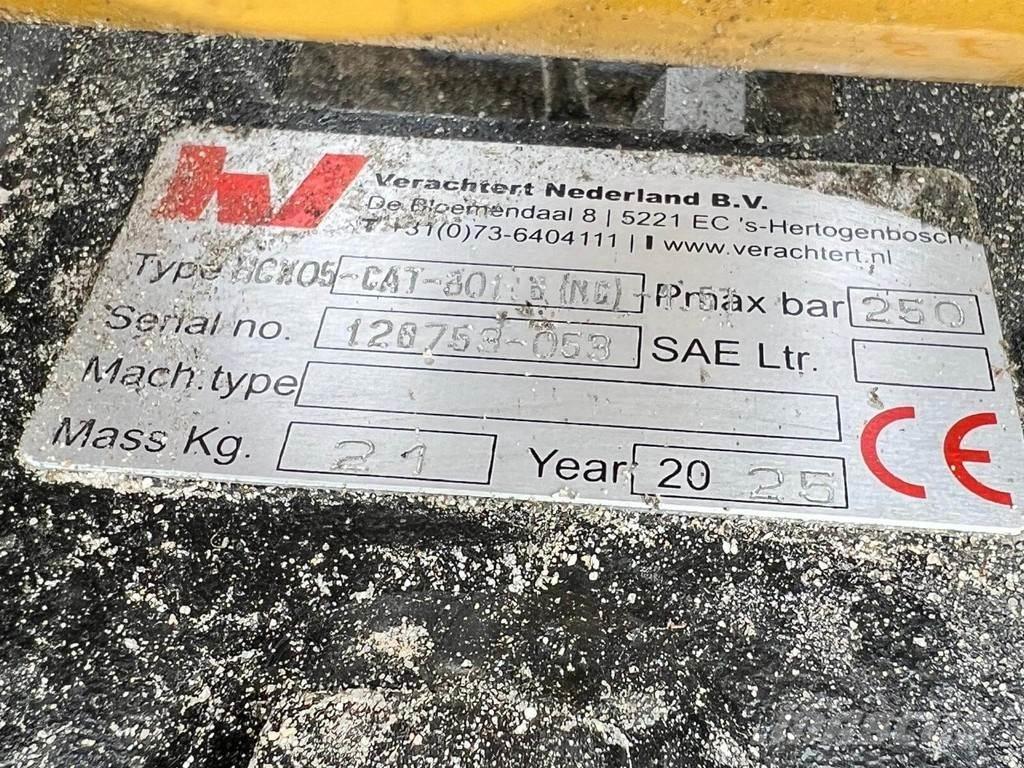 Verachtert Nederland B.V.
De Bloemendaal 8 | 5221 EC 's-Hertogenbosch
T +31(0)73-6404111 | I www.verachtert.nl
Type Pmax bar 250
Serial no. SAE Ltr.
Mach.type
Mass Kg. 21 Year 20 25
CE